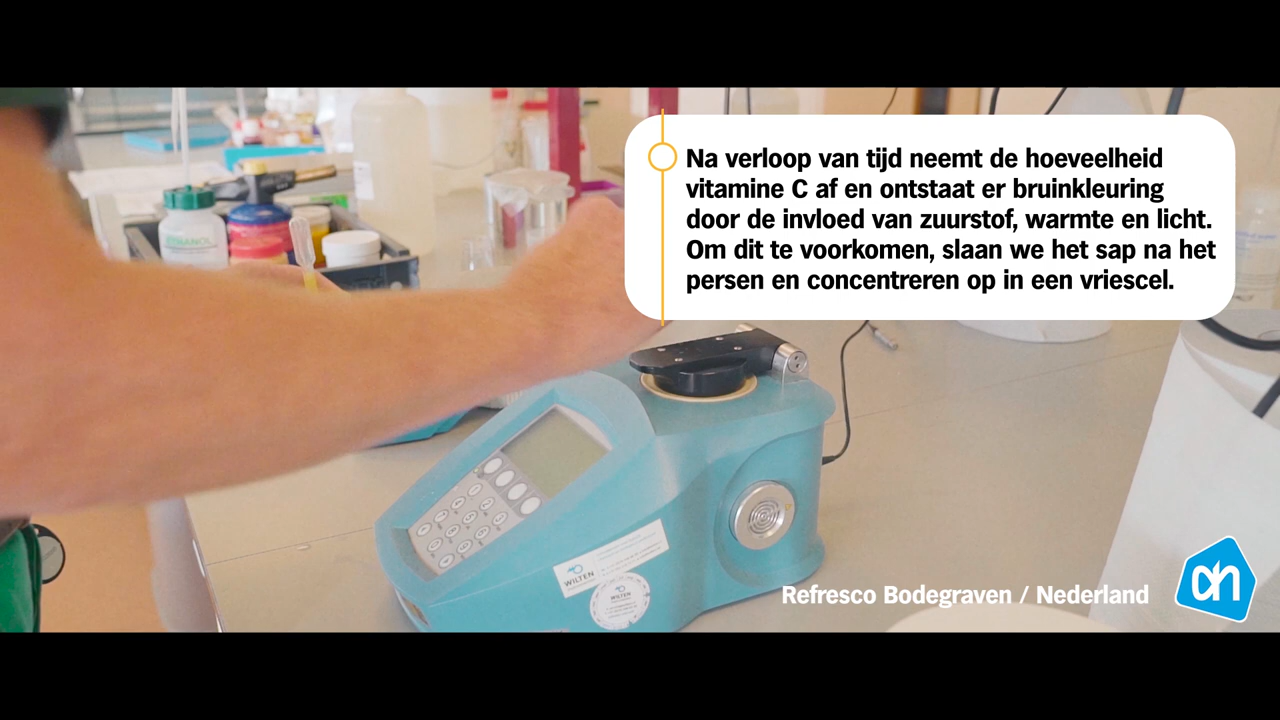 Na verloop van tijd neemt de hoeveelheid
vitamine C af en ontstaat er bruinkleuring
door de invloed van zuurstof, warmte en licht.
Om dit te voorkomen, slaan we het sap na het
persen en concentreren op in een vriescel.
ETHANOL
WILTEN
WILTEN
Refresco Bodegraven / Nederland
ah